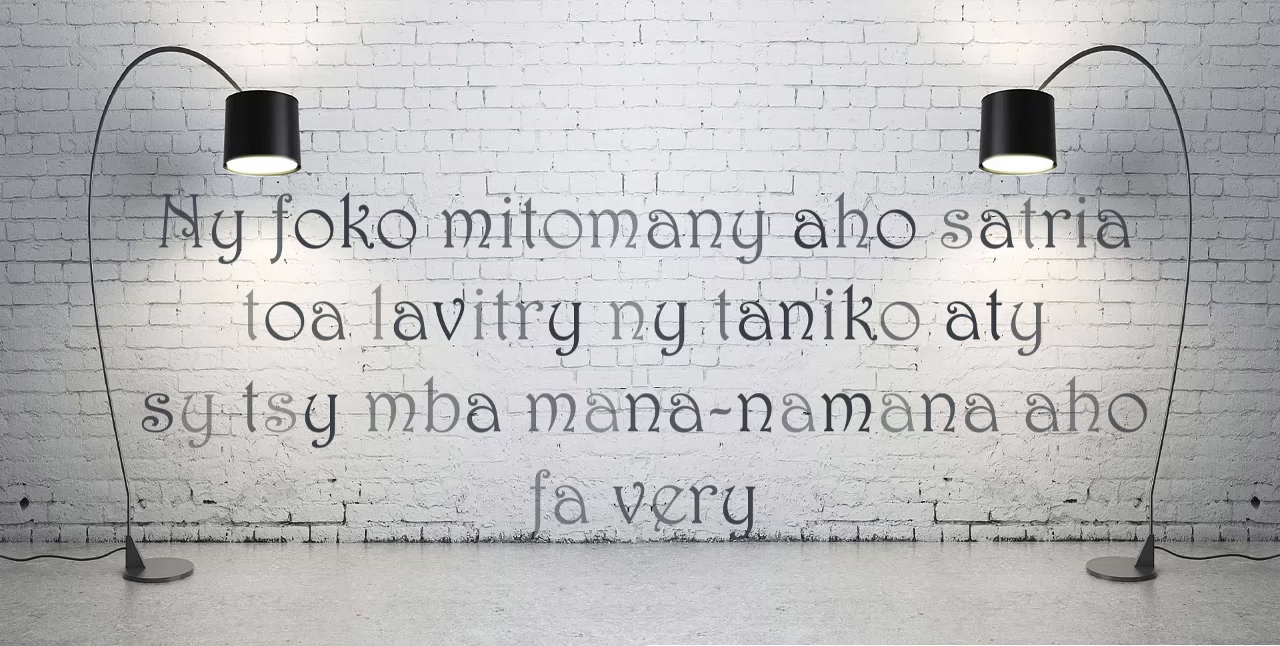 Ny foko mitomany aho satria
toa lavitry ny taniko aty
sy tsy mba mana-namana aho
fa very